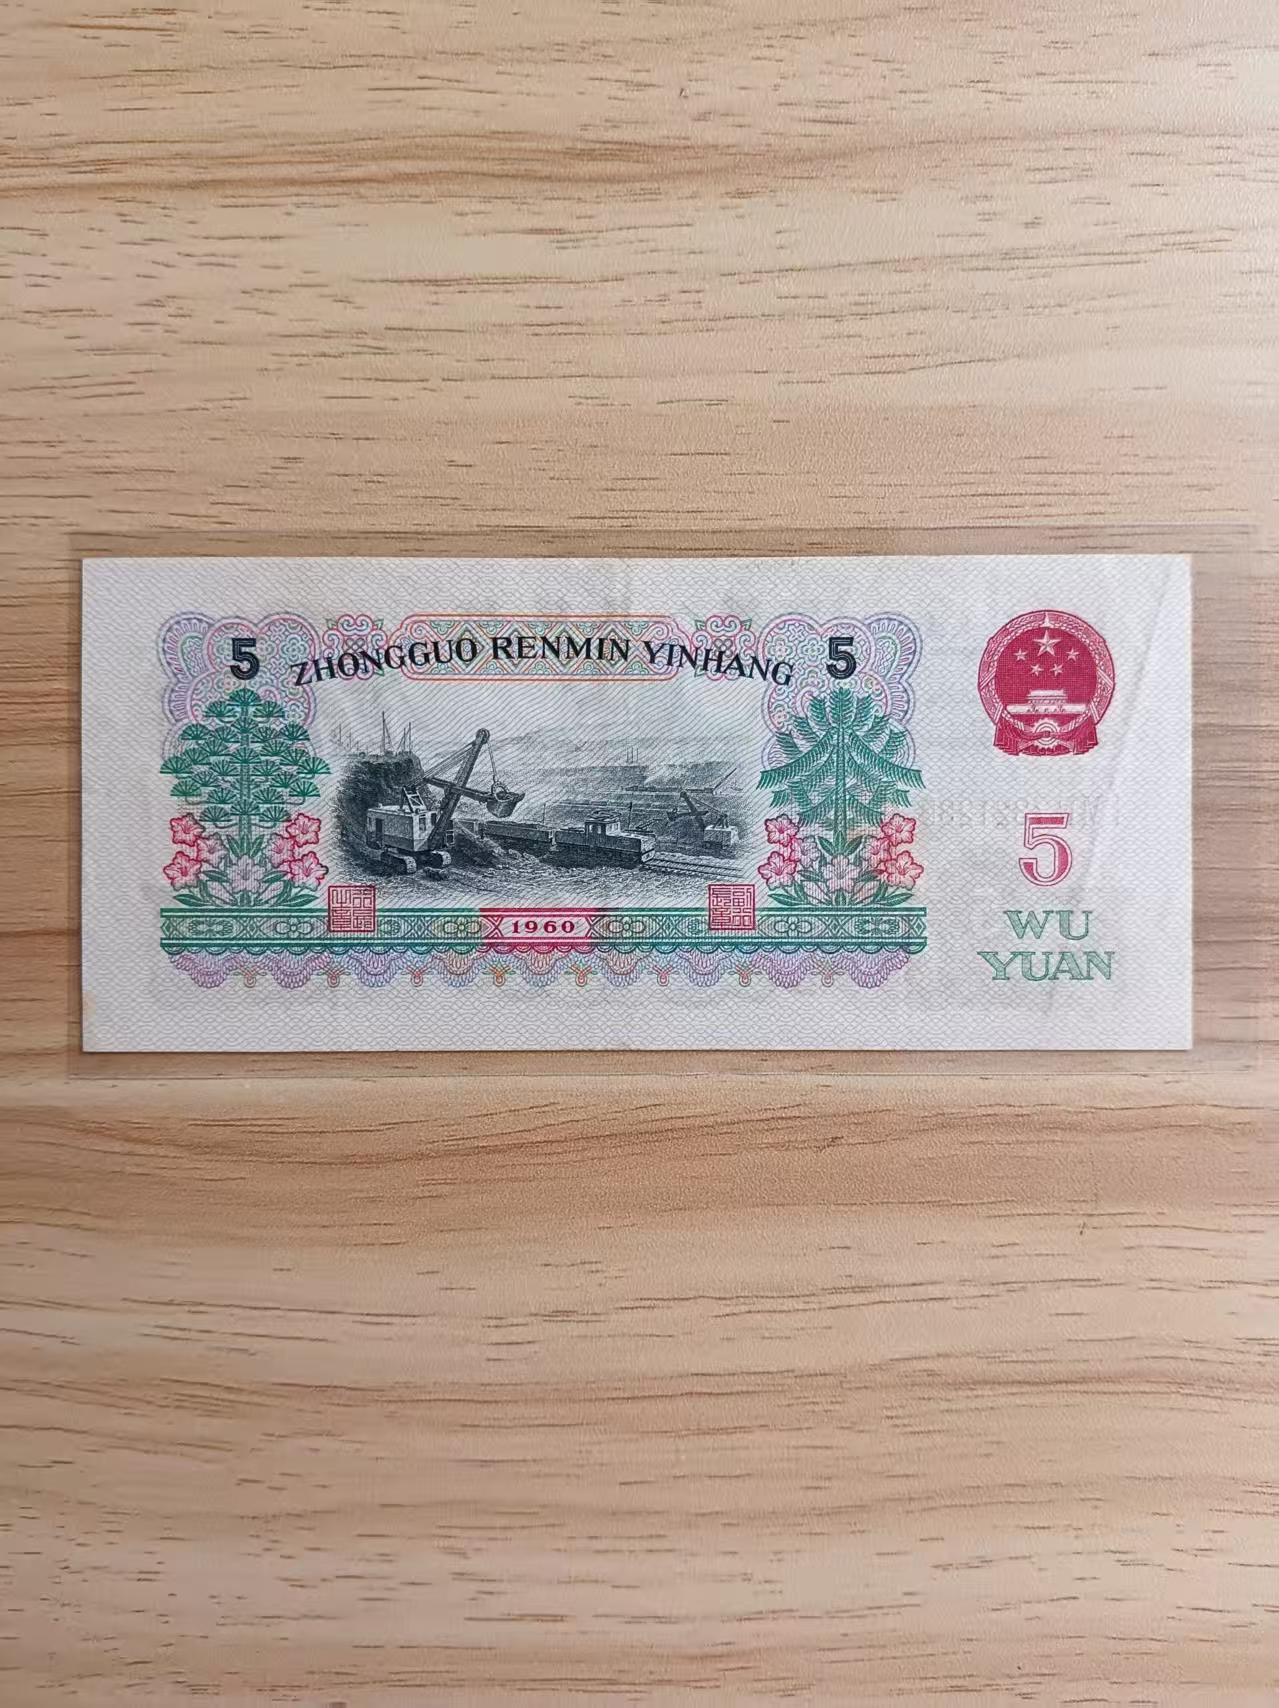 5 ZHONGGUO RENMIN YINHANG 5
1960
5
WU
YUAN